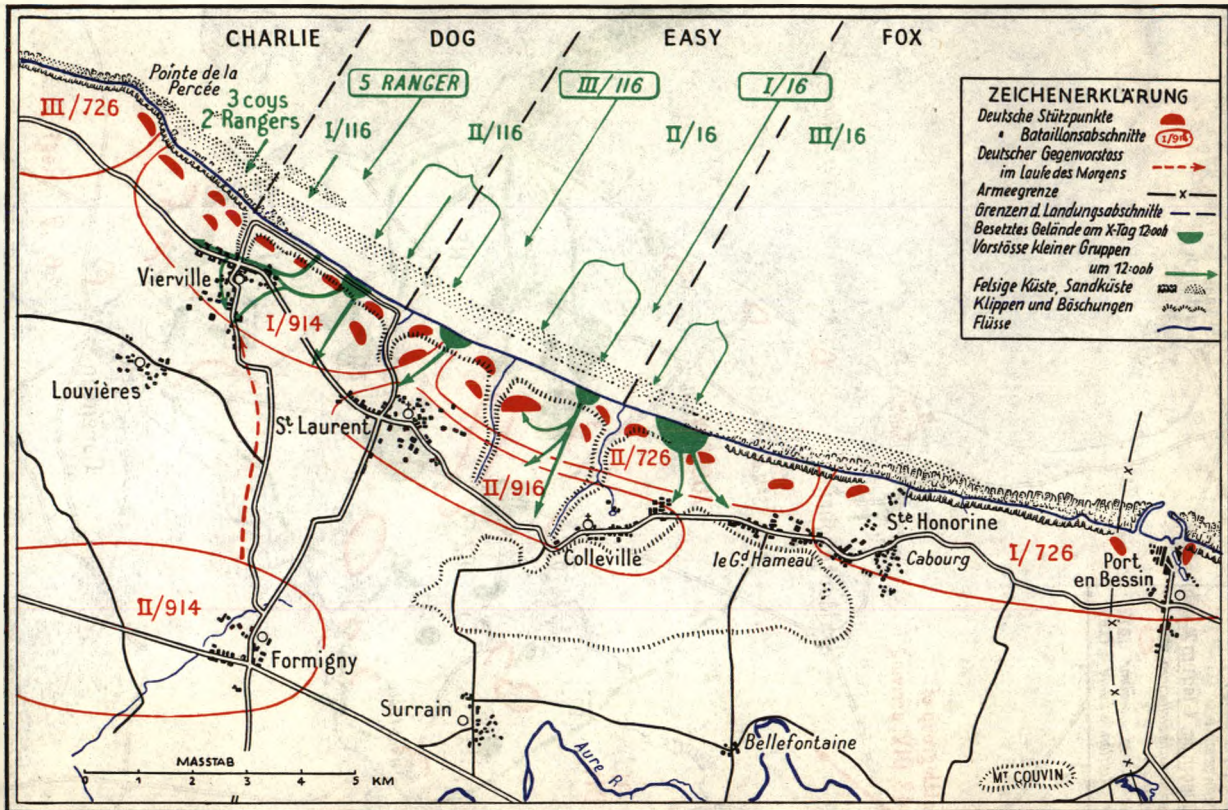 CHARLIE
DOG
EASY
FOX
Pointe de la
Percée
III/726
3 coys
2 Rangers
5 RANGER
I/116
II/116
III/116
II/16
I/16
III/16
ZEICHENERKLÄRUNG
Deutsche Stützpunkte
" Bataillonsabschnitte
I/914
Deutscher Gegenvorstoss
im Laufe des Morgens
Armeegrenze
Grenzen d. Landungsabschnitte
Besetztes Gelände am X-Tag 12:00h
Vorstösse kleiner Gruppen
um 12:00h
Felsige Küste, Sandküste
Klippen und Böschungen
Flüsse
Vierville
I/914
Louvières
St. Laurent
II/916
II/726
Colleville
le Gd Hameau
Ste Honorine
Cabourg
I/726
Port
en Bessin
II/914
Formigny
Surrain
Aure R
Bellefontaine
MT COUVIN
MASSTAB
0 1 2 3 4 5 KM